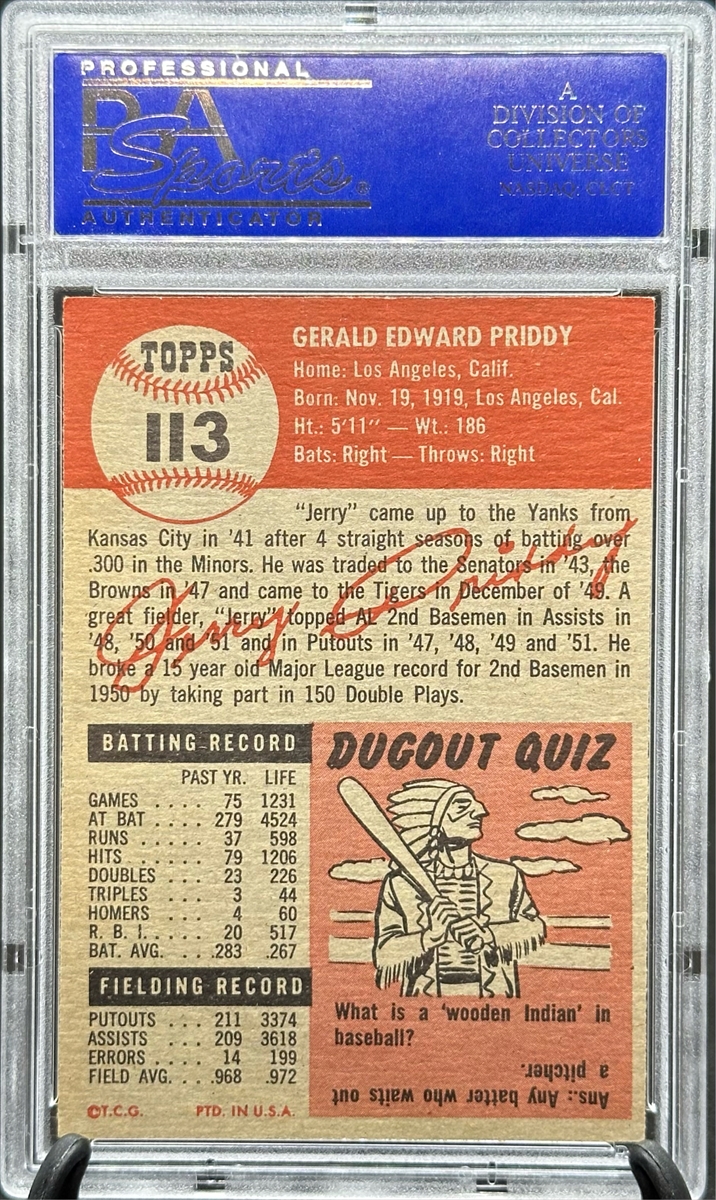 PROFESSIONAL
PSA
Sports®
AUTHENTICATOR
A
DIVISION OF
COLLECTORS
UNIVERSE
NASDAQ: CLCT
TOPPS
113
GERALD EDWARD PRIDDY
Home: Los Angeles, Calif.
Born: Nov. 19, 1919, Los Angeles, Cal.
Ht.: 5'11" — Wt.: 186
Bats: Right — Throws: Right
"Jerry" came up to the Yanks from
Kansas City in '41 after 4 straight seasons of batting over
.300 in the Minors. He was traded to the Senators in '43, the
Browns in '47 and came to the Tigers in December of '49. A
great fielder, "Jerry" topped AL 2nd Basemen in Assists in
'48, '50 and '51 and in Putouts in '47, '48, '49 and '51. He
broke a 15 year old Major League record for 2nd Basemen in
1950 by taking part in 150 Double Plays.
Jerry Priddy
BATTING RECORD
PAST YR. LIFE
GAMES .... 75 1231
AT BAT .... 279 4524
RUNS ..... 37 598
HITS ..... 79 1206
DOUBLES ... 23 226
TRIPLES ... 3 44
HOMERS ... 4 60
R. B. I. .... 20 517
BAT. AVG. ... .283 .267
FIELDING RECORD
PUTOUTS ... 211 3374
ASSISTS ... 209 3618
ERRORS ... 14 199
FIELD AVG. ... .968 .972
©T.C.G. PTD. IN U.S.A.
DUGOUT QUIZ
What is a 'wooden Indian' in
baseball?
Ans.: Any batter who waits out
a pitcher.